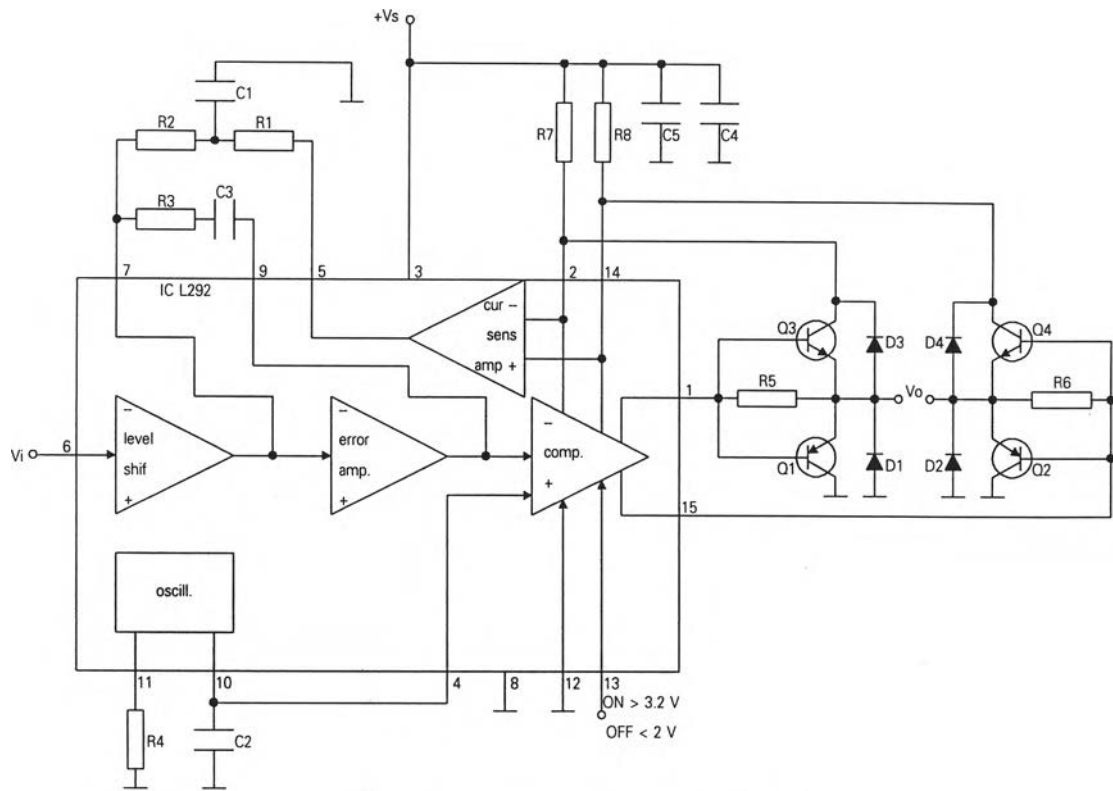 +Vs
C1
R2
R1
R7
R8
C5
C4
R3
C3
7
9
5
3
2
14
IC L292
cur –
sens
amp +
Q3
D3
D4
Q4
1
R5
Vo
R6
Vi
6
–
level
shif
+
–
error
amp.
+
–
comp.
+
Q1
D1
D2
Q2
15
oscill.
11
10
4
8
12
13
ON > 3.2 V
OFF < 2 V
R4
C2